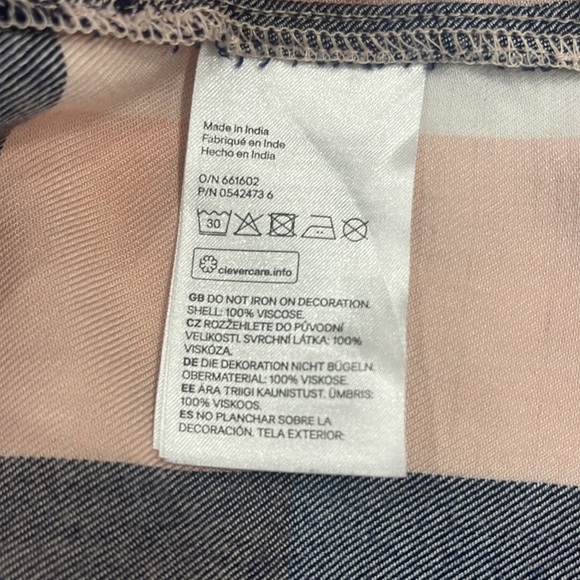 Made in India
Fabriqué en Inde
Hecho en India
O/N 661602
P/N 0542473 6
30
clevercare.info
GB DO NOT IRON ON DECORATION.
SHELL: 100% VISCOSE.
CZ ROZŽEHLETE DO PŮVODNÍ
VELIKOSTI. SVRCHNÍ LÁTKA: 100%
VISKÓZA.
DE DIE DEKORATION NICHT BÜGELN.
OBERMATERIAL: 100% VISKOSE.
EE ÄRA TRIIGI KAUNISTUST. ÜMBRIS:
100% VISKOOS.
ES NO PLANCHAR SOBRE LA
DECORACIÓN. TELA EXTERIOR: